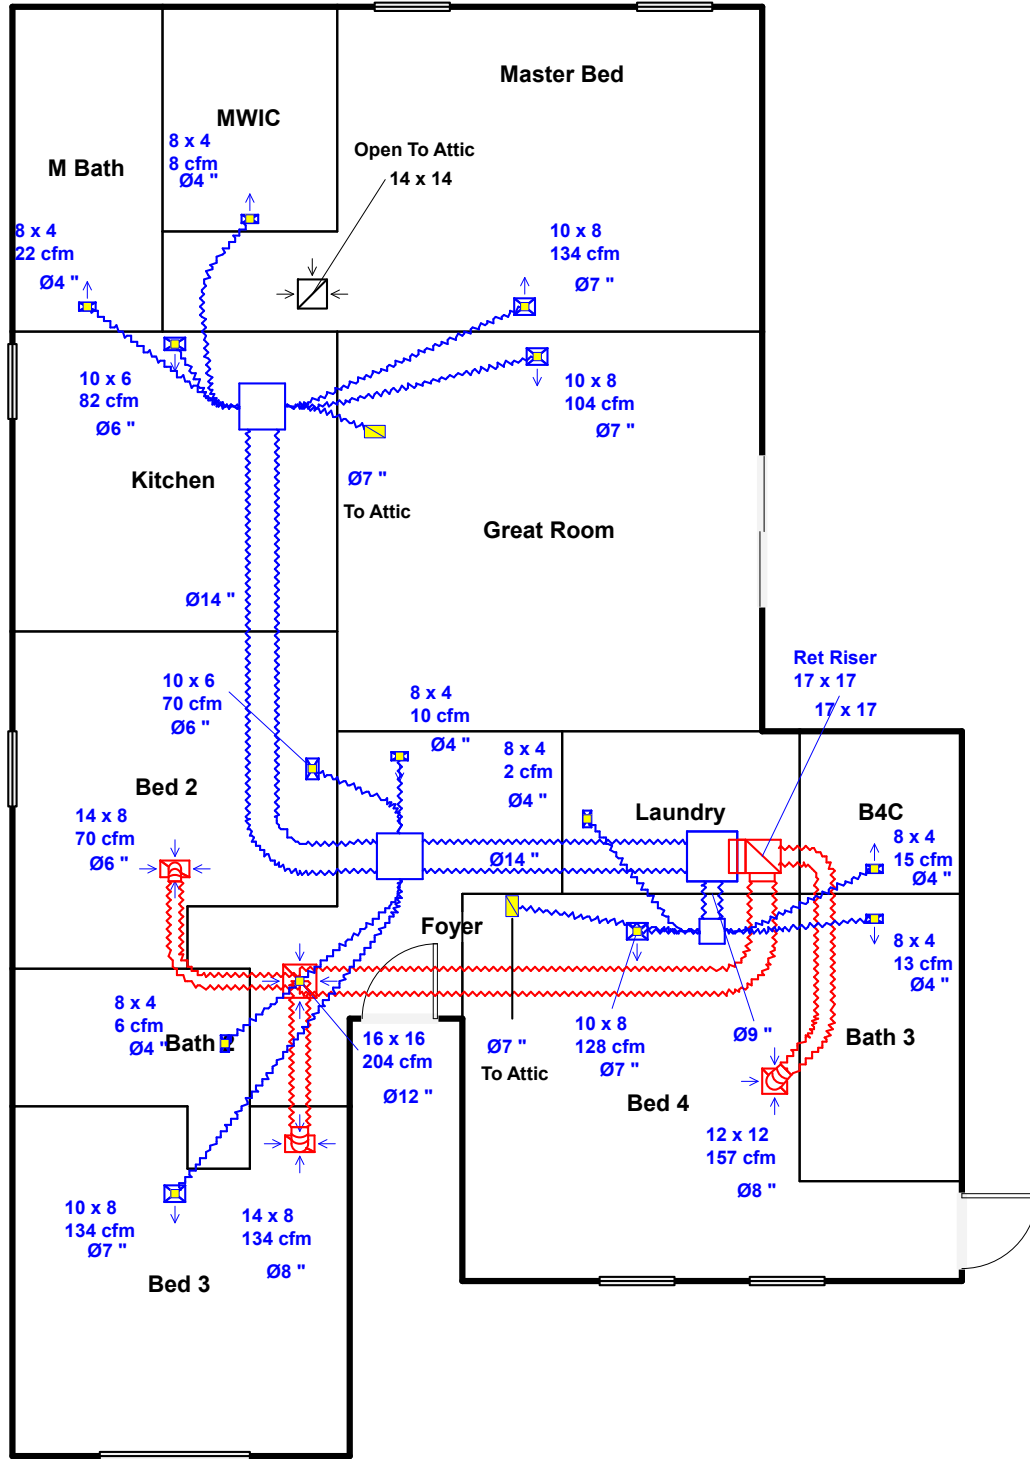 Master Bed
MWIC
8 x 4
8 cfm
Ø4 "
Open To Attic
14 x 14
M Bath
8 x 4
22 cfm
Ø4 "
10 x 8
134 cfm
Ø7 "
10 x 6
82 cfm
Ø6 "
10 x 8
104 cfm
Ø7 "
Kitchen
Ø7 "
To Attic
Great Room
Ø14 "
Ret Riser
17 x 17
17 x 17
10 x 6
70 cfm
Ø6 "
8 x 4
10 cfm
Ø4 "
8 x 4
2 cfm
Ø4 "
Bed 2
Laundry
B4C
14 x 8
70 cfm
Ø6 "
8 x 4
15 cfm
Ø4 "
Ø14 "
Foyer
8 x 4
13 cfm
Ø4 "
8 x 4
6 cfm
Ø4 "
Bath 2
16 x 16
204 cfm
Ø12 "
Ø7 "
To Attic
10 x 8
128 cfm
Ø7 "
Ø9 "
Bath 3
Bed 4
12 x 12
157 cfm
Ø8 "
10 x 8
134 cfm
Ø7 "
14 x 8
134 cfm
Ø8 "
Bed 3